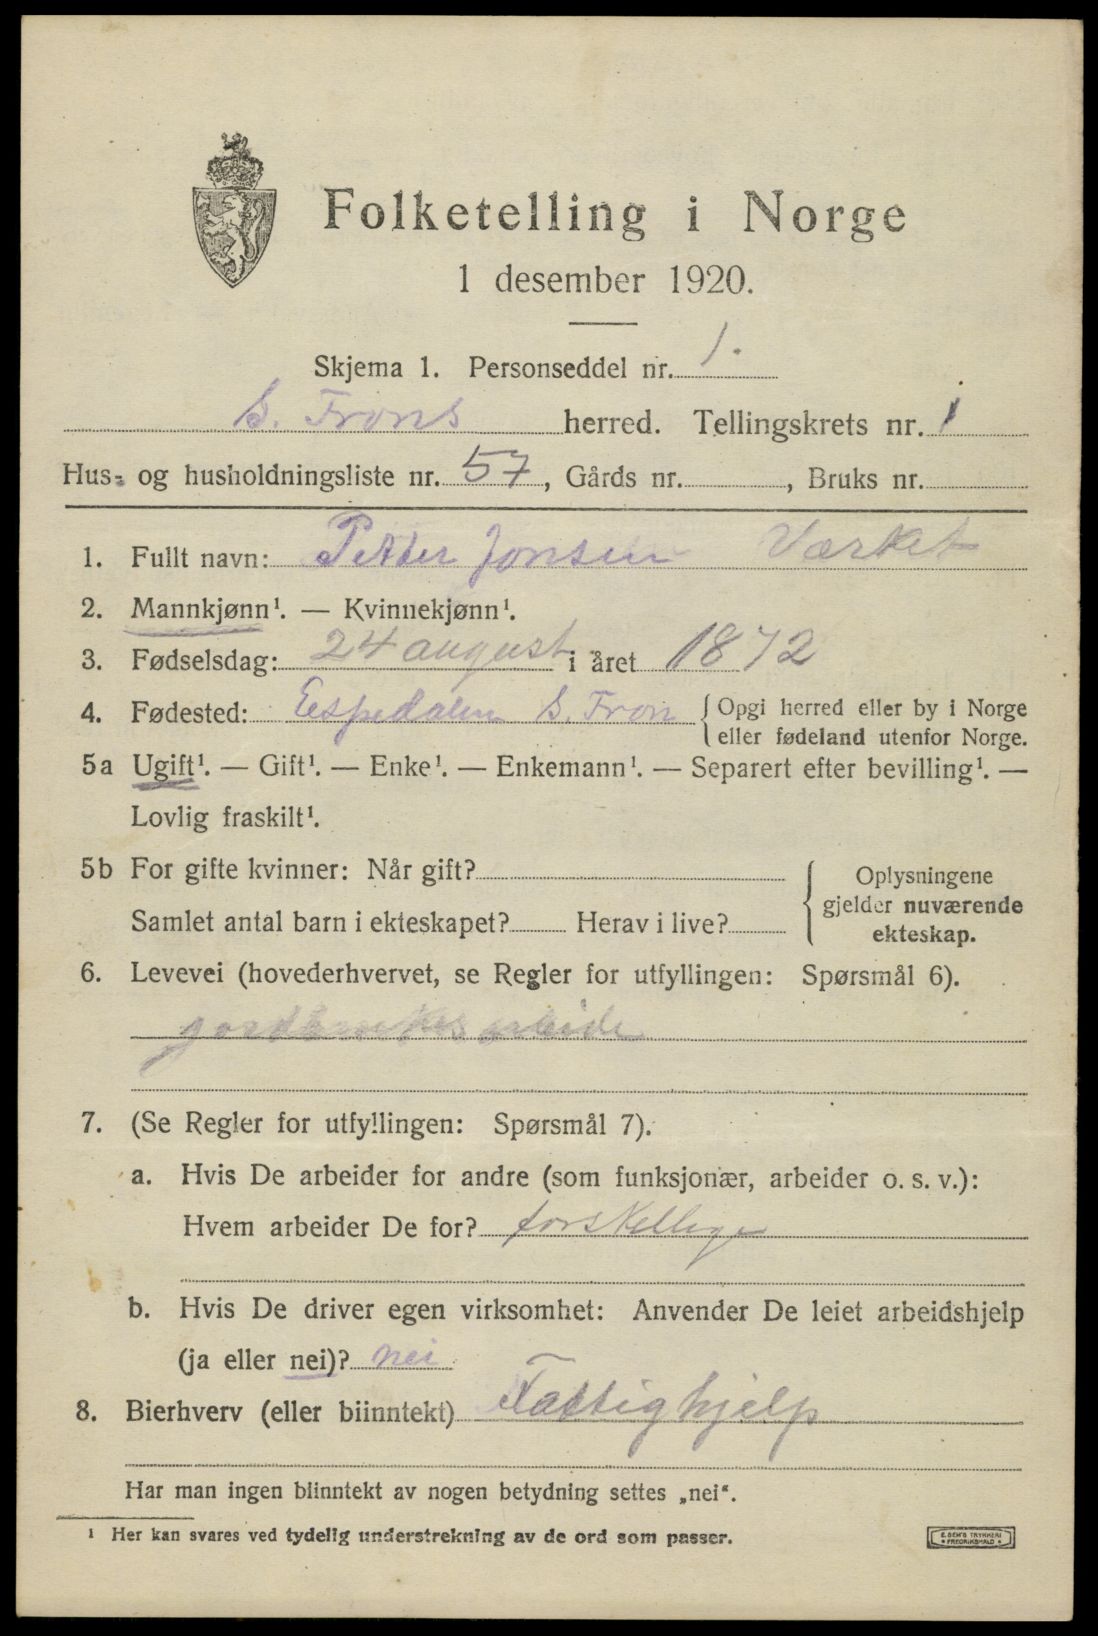 Folketelling i Norge
1 desember 1920.
Skjema 1. Personseddel nr. 1.
S. Frons herred. Tellingskrets nr. 1
Hus- og husholdningsliste nr. 57, Gårds nr. , Bruks nr.
1. Fullt navn: Petter Jonsen Værket
2. Mannkjønn¹. — Kvinnekjønn¹.
3. Fødselsdag: 24 august i året 1872
4. Fødested: Espedalen S. Fron { Opgi herred eller by i Norge
eller fødeland utenfor Norge.
5a Ugift¹. — Gift¹. — Enke¹. — Enkemann¹. — Separert efter bevilling¹. —
Lovlig fraskilt¹.
5b For gifte kvinner: Når gift?
Samlet antal barn i ekteskapet? Herav i live?
{ Oplysningene
gjelder nuværende
ekteskap.
6. Levevei (hovederhvervet, se Regler for utfyllingen: Spørsmål 6).
jordbruksarbeide
7. (Se Regler for utfyllingen: Spørsmål 7).
a. Hvis De arbeider for andre (som funksjonær, arbeider o. s. v.):
Hvem arbeider De for? forskellige
b. Hvis De driver egen virksomhet: Anvender De leiet arbeidshjelp
(ja eller nei)? nei
8. Bierhverv (eller biinntekt) Fattighjelp
Har man ingen biinntekt av nogen betydning settes „nei“.
¹ Her kan svares ved tydelig understrekning av de ord som passer.
E. SEM'S TRYKKERI
• FREDRIKSHALD •